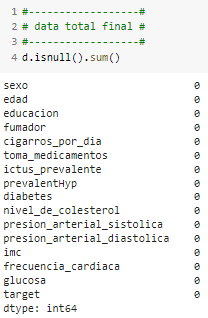 1 #------------------#
2 # data total final #
3 #------------------#
4 d.isnull().sum()
sexo 0
edad 0
educacion 0
fumador 0
cigarros_por_dia 0
toma_medicamentos 0
ictus_prevalente 0
prevalentHyp 0
diabetes 0
nivel_de_colesterol 0
presion_arterial_sistolica 0
presion_arterial_diastolica 0
imc 0
frecuencia_cardiaca 0
glucosa 0
target 0
dtype: int64